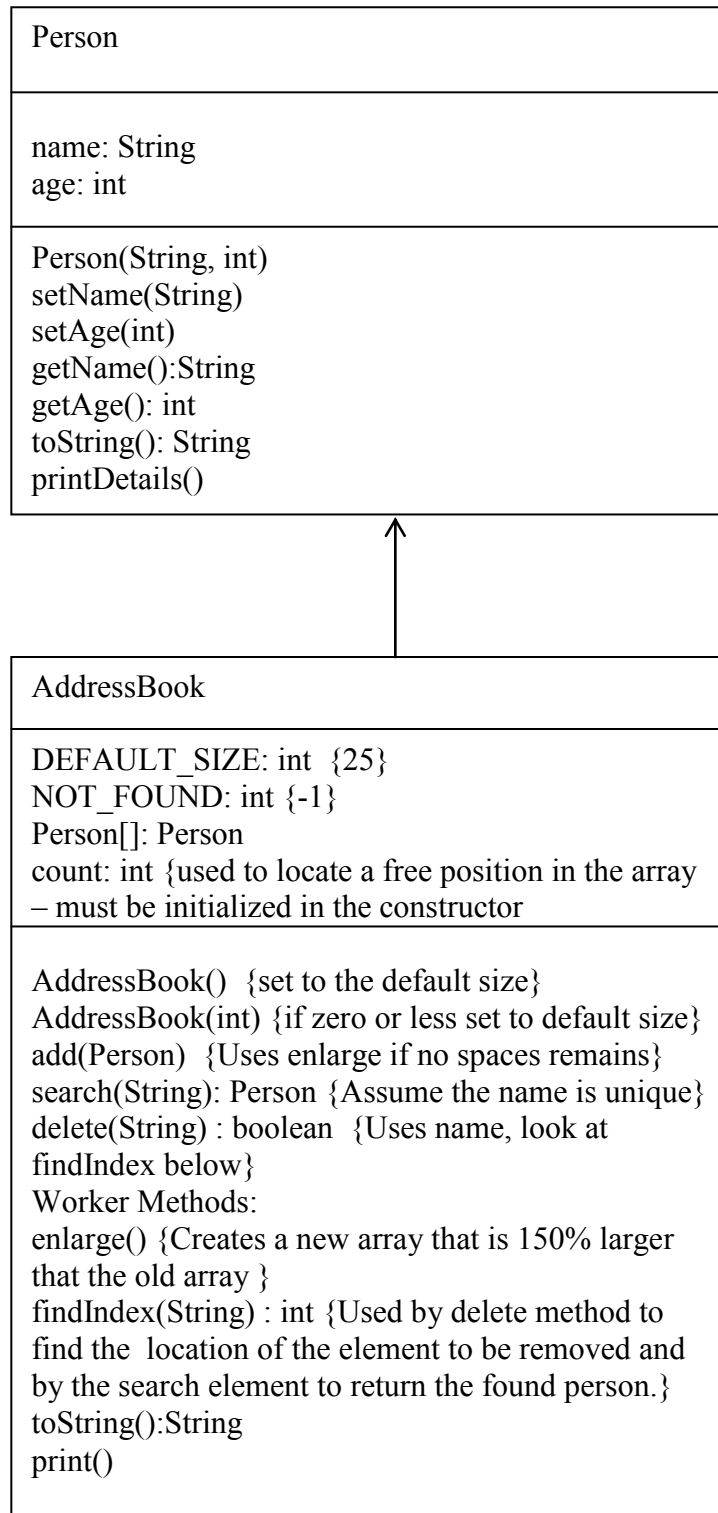 Person
name: String
age: int
Person(String, int)
setName(String)
setAge(int)
getName():String
getAge(): int
toString(): String
printDetails()
AddressBook
DEFAULT_SIZE: int  {25}
NOT_FOUND: int {-1}
Person[]: Person
count: int {used to locate a free position in the array
– must be initialized in the constructor
AddressBook()  {set to the default size}
AddressBook(int) {if zero or less set to default size}
add(Person)  {Uses enlarge if no spaces remains}
search(String): Person {Assume the name is unique}
delete(String) : boolean  {Uses name, look at
findIndex below}
Worker Methods:
enlarge() {Creates a new array that is 150% larger
that the old array }
findIndex(String) : int {Used by delete method to
find the  location of the element to be removed and
by the search element to return the found person.}
toString():String
print()